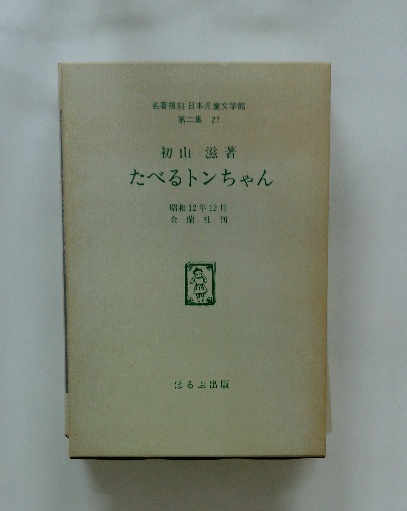 名著複刻 日本児童文学館
第二集 23
初山 滋 著
たべるトンちゃん
昭和12年12月
金蘭社刊
ほるぷ出版